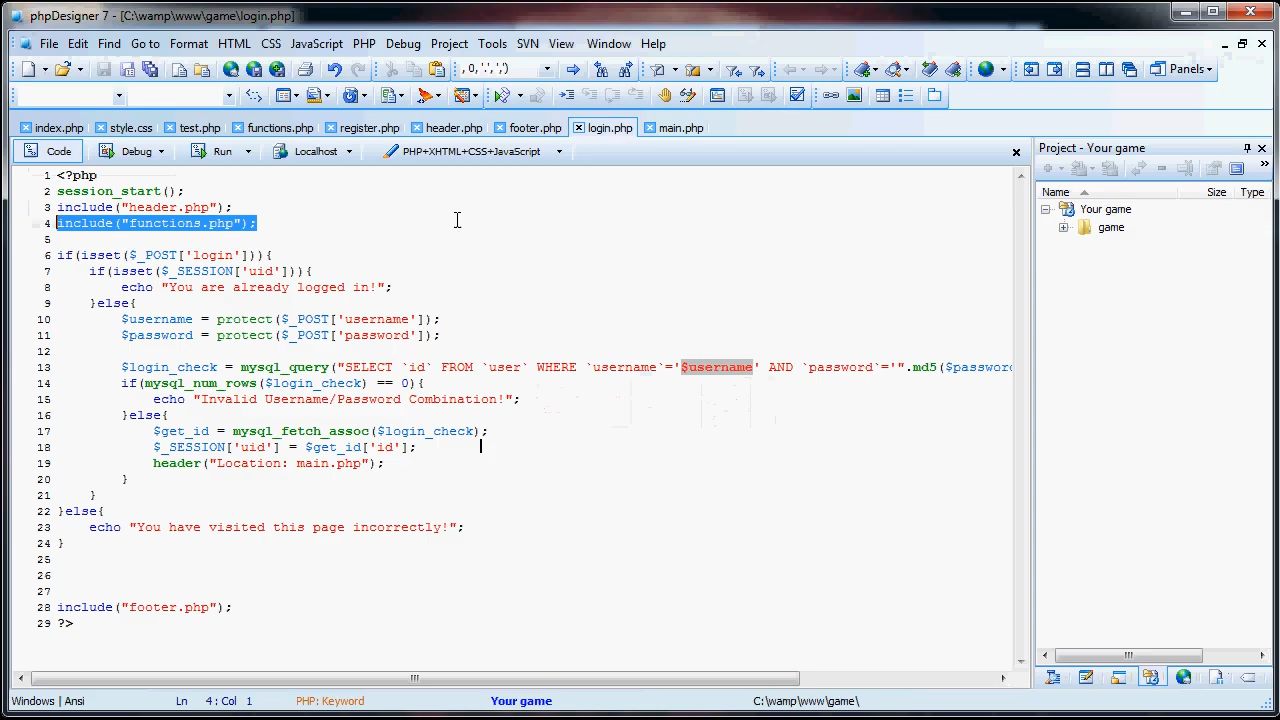 phpDesigner 7 - [C:\wamp\www\game\login.php]
File Edit Find Go to Format HTML CSS JavaScript PHP Debug Project Tools SVN View Window Help
, 0,'.',',') Panels
index.php style.css test.php functions.php register.php header.php footer.php login.php main.php
Code Debug Run Localhost PHP+XHTML+CSS+JavaScript
Project - Your game
Name Size Type
Your game
game
1 <?php
2 session_start();
3 include("header.php");
4 include("functions.php");
5
6 if(isset($_POST['login'])){
7 if(isset($_SESSION['uid'])){
8 echo "You are already logged in!";
9 }else{
10 $username = protect($_POST['username']);
11 $password = protect($_POST['password']);
12
13 $login_check = mysql_query("SELECT `id` FROM `user` WHERE `username`='$username' AND `password`='".md5($password
14 if(mysql_num_rows($login_check) == 0){
15 echo "Invalid Username/Password Combination!";
16 }else{
17 $get_id = mysql_fetch_assoc($login_check);
18 $_SESSION['uid'] = $get_id['id'];
19 header("Location: main.php");
20 }
21 }
22 }else{
23 echo "You have visited this page incorrectly!";
24 }
25
26
27
28 include("footer.php");
29 ?>
Windows | Ansi Ln 4 : Col 1 PHP: Keyword Your game C:\wamp\www\game\